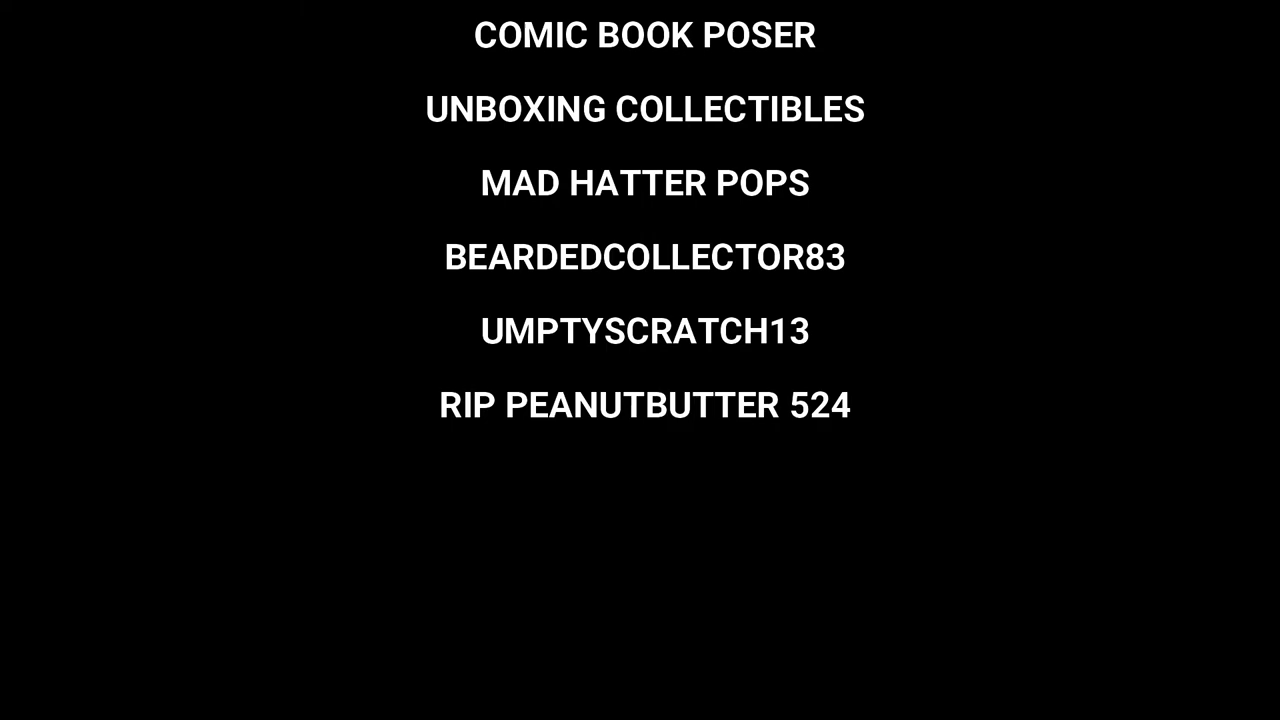 COMIC BOOK POSER
UNBOXING COLLECTIBLES
MAD HATTER POPS
BEARDEDCOLLECTOR83
UMPTYSCRATCH13
RIP PEANUTBUTTER 524